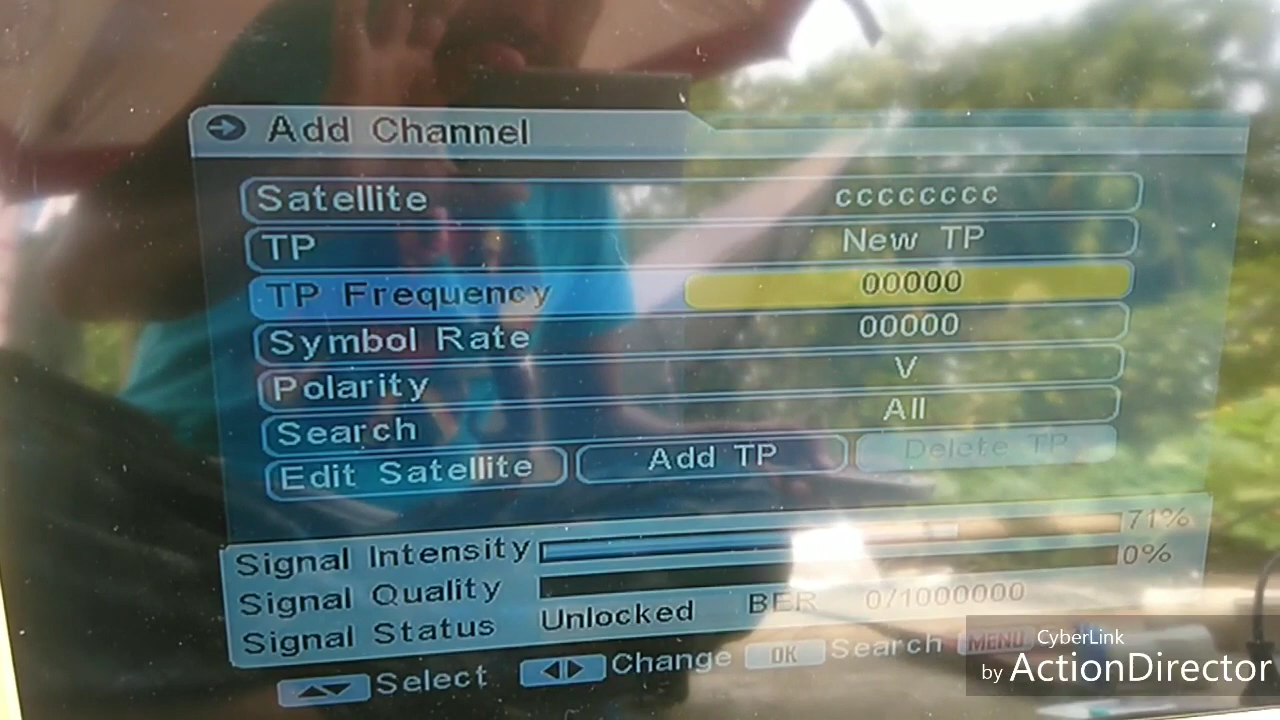 Add Channel
Satellite cccccccc
TP New TP
TP Frequency 00000
Symbol Rate 00000
Polarity V
Search All
Edit Satellite Add TP Delete TP
Signal Intensity 71%
Signal Quality 0%
Signal Status Unlocked BER 0/1000000
Select Change OK Search MENU
CyberLink
by ActionDirector